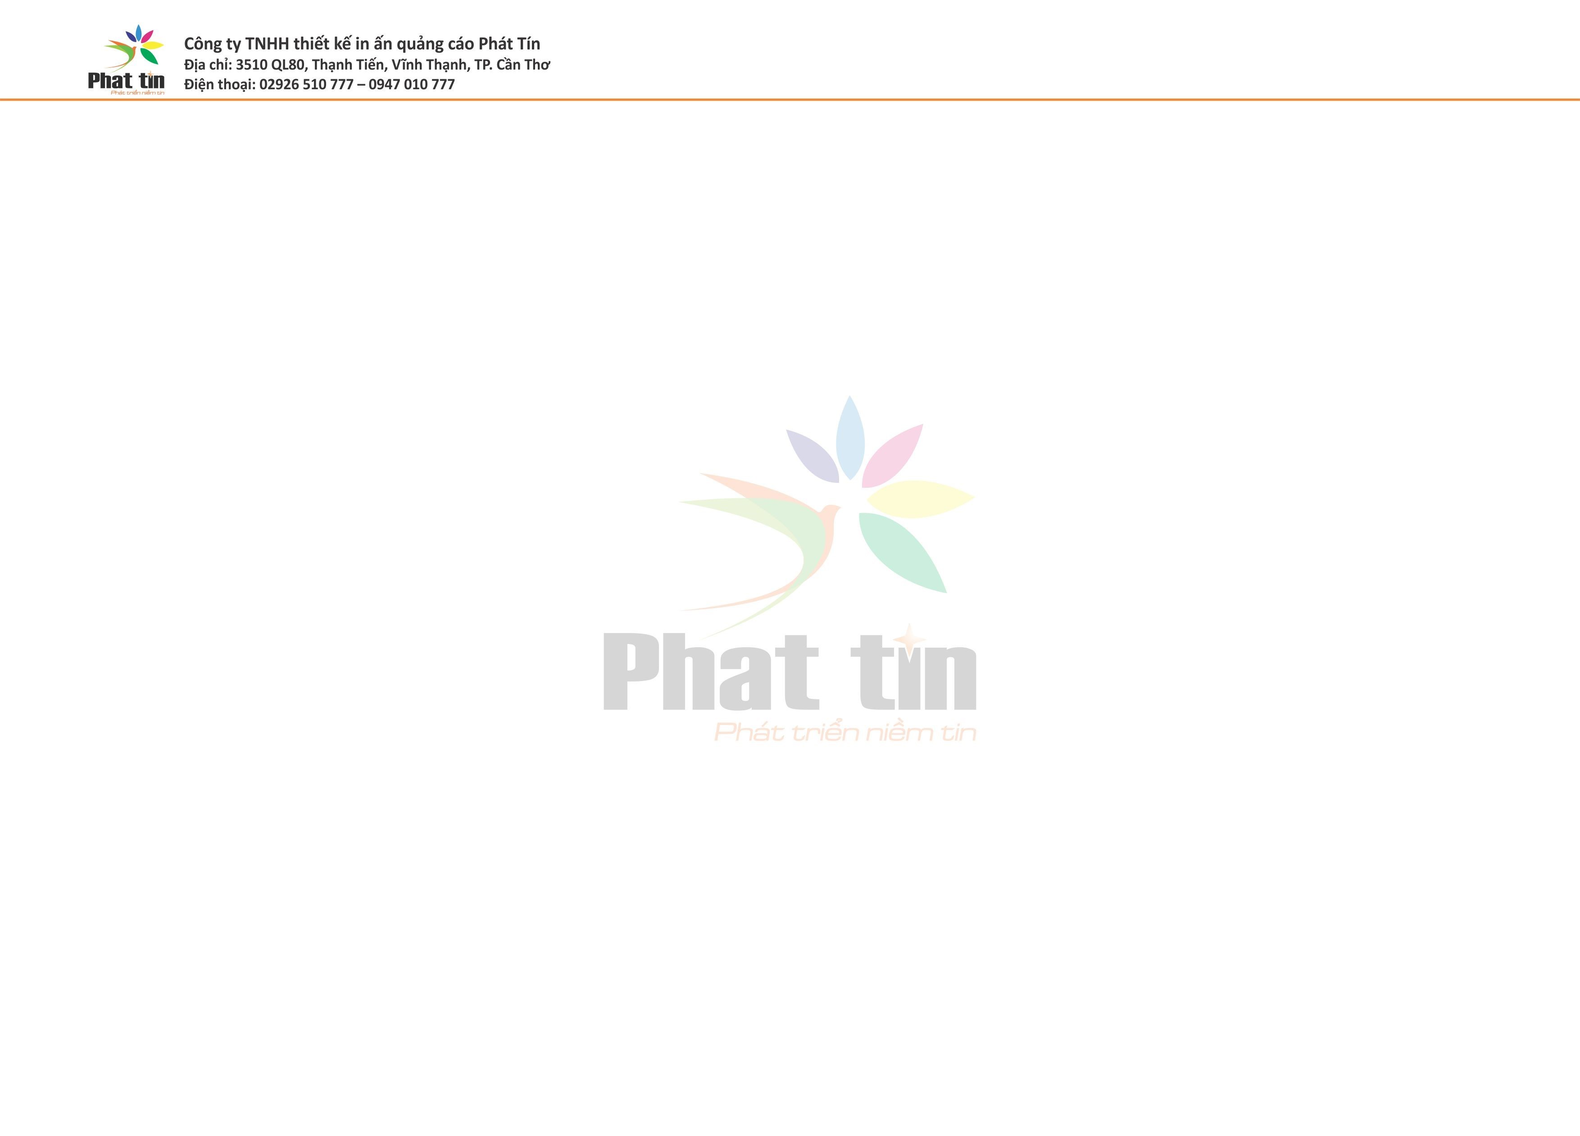 Công ty TNHH thiết kế in ấn quảng cáo Phát Tín
Địa chỉ: 3510 QL80, Thạnh Tiến, Vĩnh Thạnh, TP. Cần Thơ
Điện thoại: 02926 510 777 – 0947 010 777
Phat tin
Phát triển niềm tin
Phat tin
Phát triển niềm tin